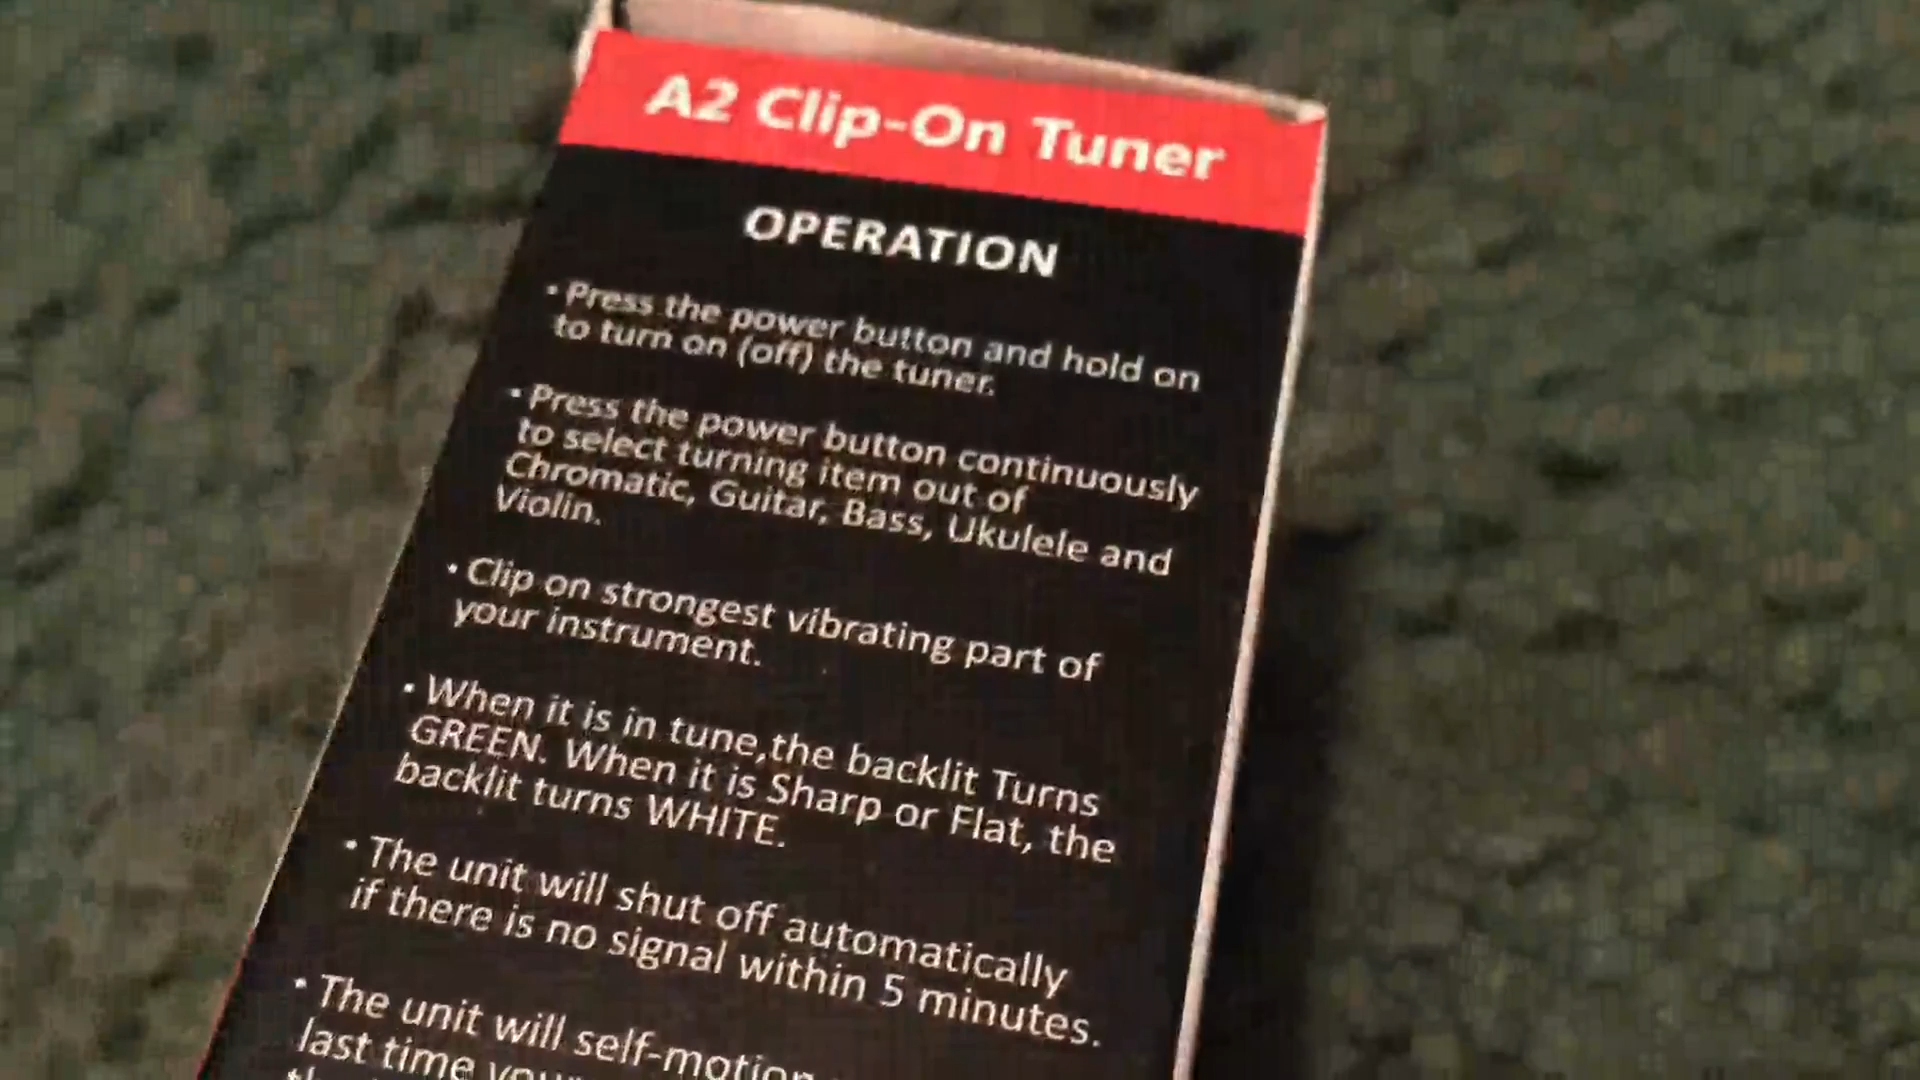 A2 Clip-On Tuner
OPERATION
• Press the power button and hold on
to turn on (off) the tuner.
• Press the power button continuously
to select turning item out of
Chromatic, Guitar, Bass, Ukulele and
Violin.
• Clip on strongest vibrating part of
your instrument.
• When it is in tune,the backlit Turns
GREEN. When it is Sharp or Flat, the
backlit turns WHITE.
• The unit will shut off automatically
if there is no signal within 5 minutes.
• The unit will self-motion
last time